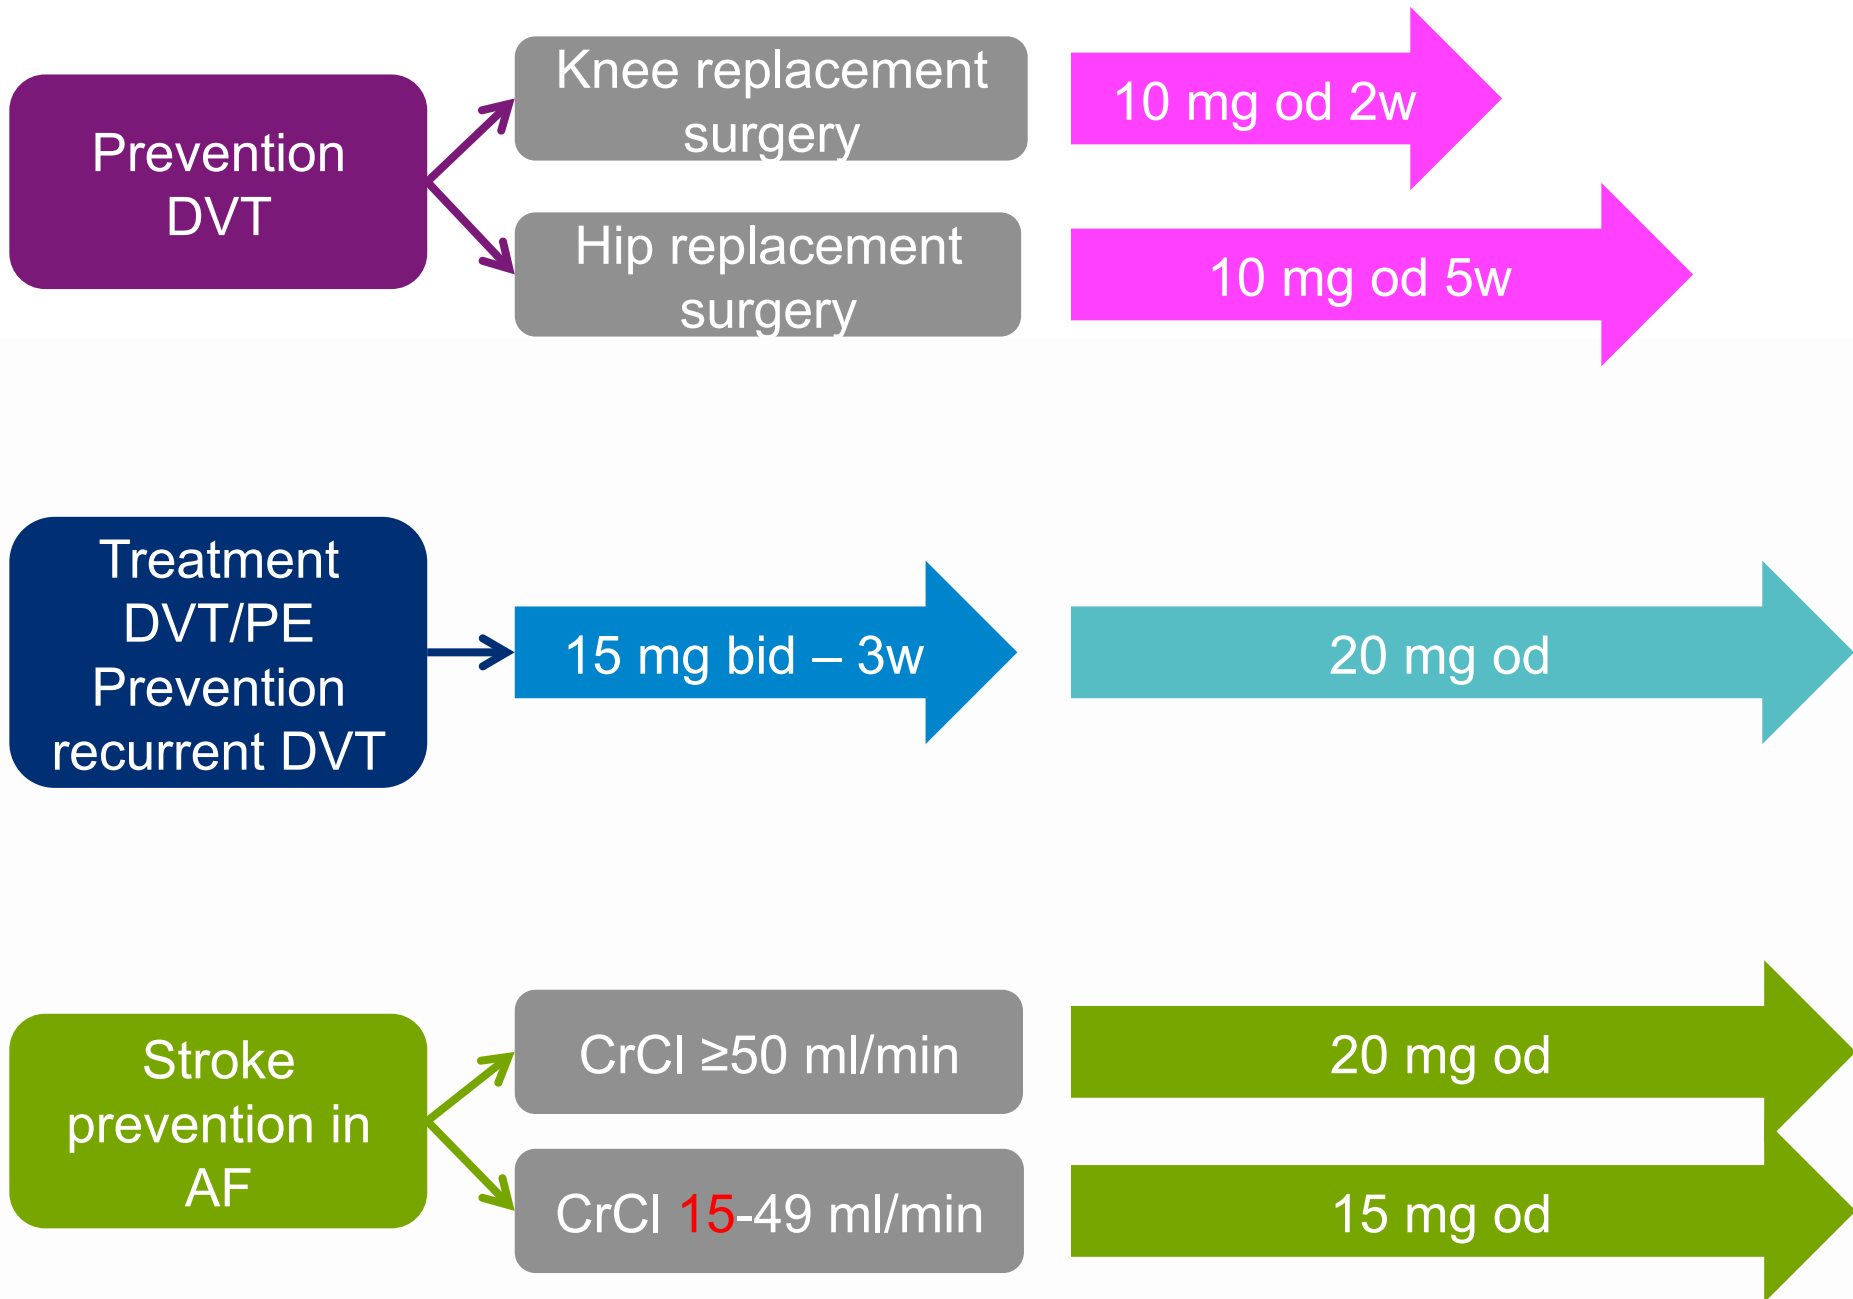 Prevention
DVT
Knee replacement
surgery
10 mg od 2w
Hip replacement
surgery
10 mg od 5w
Treatment
DVT/PE
Prevention
recurrent DVT
15 mg bid – 3w
20 mg od
Stroke
prevention in
AF
CrCl ≥50 ml/min
20 mg od
CrCl 15-49 ml/min
15 mg od